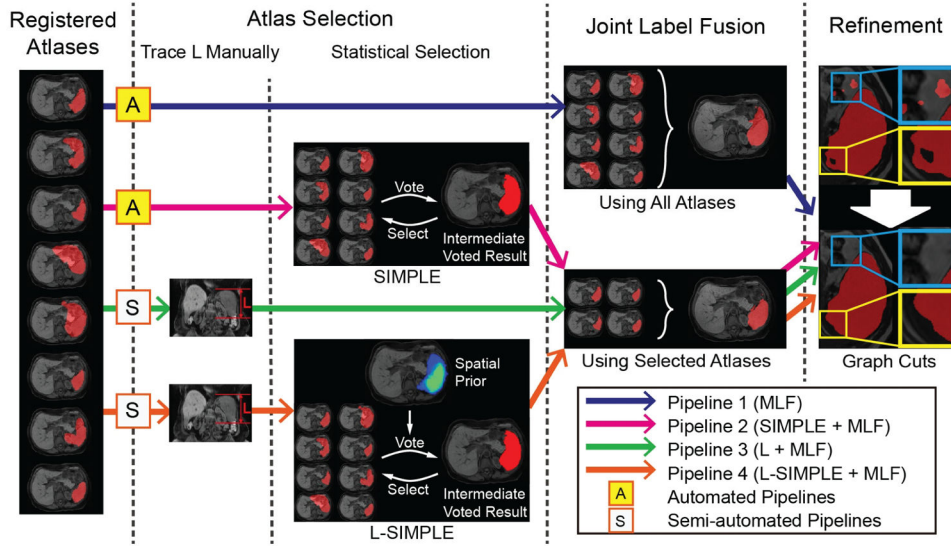 Registered
Atlases
Atlas Selection
Trace L Manually
Statistical Selection
Joint Label Fusion
Refinement
A
A
S
S
L
L
Vote
Select
Intermediate
Voted Result
SIMPLE
Spatial
Prior
Vote
Select
Intermediate
Voted Result
L-SIMPLE
Using All Atlases
Using Selected Atlases
Graph Cuts
Pipeline 1 (MLF)
Pipeline 2 (SIMPLE + MLF)
Pipeline 3 (L + MLF)
Pipeline 4 (L-SIMPLE + MLF)
A Automated Pipelines
S Semi-automated Pipelines